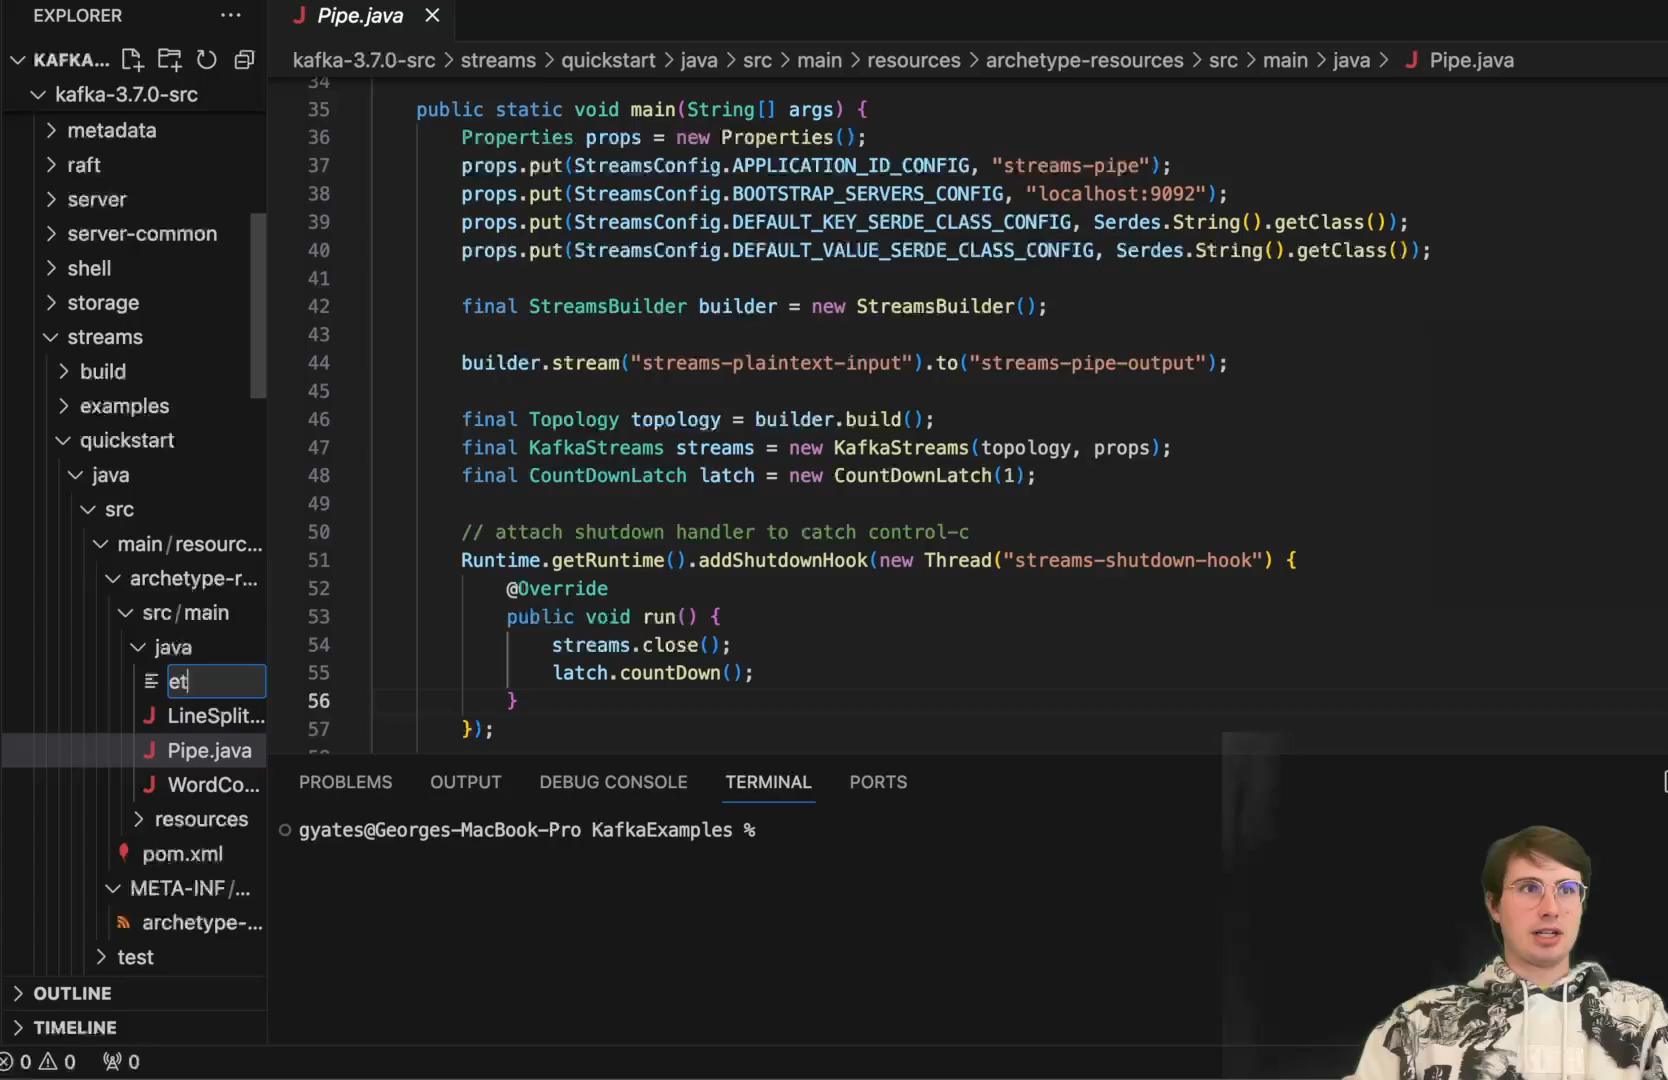 EXPLORER ...
Pipe.java
KAFKA...
kafka-3.7.0-src > streams > quickstart > java > src > main > resources > archetype-resources > src > main > java > Pipe.java
kafka-3.7.0-src
metadata
raft
server
server-common
shell
storage
streams
build
examples
quickstart
java
src
main/resourc...
archetype-r...
src/main
java
et
LineSplit...
Pipe.java
WordCo...
resources
pom.xml
META-INF/...
archetype-...
test
OUTLINE
TIMELINE
0 0 0
34
35 public static void main(String[] args) {
36 Properties props = new Properties();
37 props.put(StreamsConfig.APPLICATION_ID_CONFIG, "streams-pipe");
38 props.put(StreamsConfig.BOOTSTRAP_SERVERS_CONFIG, "localhost:9092");
39 props.put(StreamsConfig.DEFAULT_KEY_SERDE_CLASS_CONFIG, Serdes.String().getClass());
40 props.put(StreamsConfig.DEFAULT_VALUE_SERDE_CLASS_CONFIG, Serdes.String().getClass());
41
42 final StreamsBuilder builder = new StreamsBuilder();
43
44 builder.stream("streams-plaintext-input").to("streams-pipe-output");
45
46 final Topology topology = builder.build();
47 final KafkaStreams streams = new KafkaStreams(topology, props);
48 final CountDownLatch latch = new CountDownLatch(1);
49
50 // attach shutdown handler to catch control-c
51 Runtime.getRuntime().addShutdownHook(new Thread("streams-shutdown-hook") {
52 @Override
53 public void run() {
54 streams.close();
55 latch.countDown();
56 }
57 });
PROBLEMS OUTPUT DEBUG CONSOLE TERMINAL PORTS
gyates@Georges-MacBook-Pro KafkaExamples %